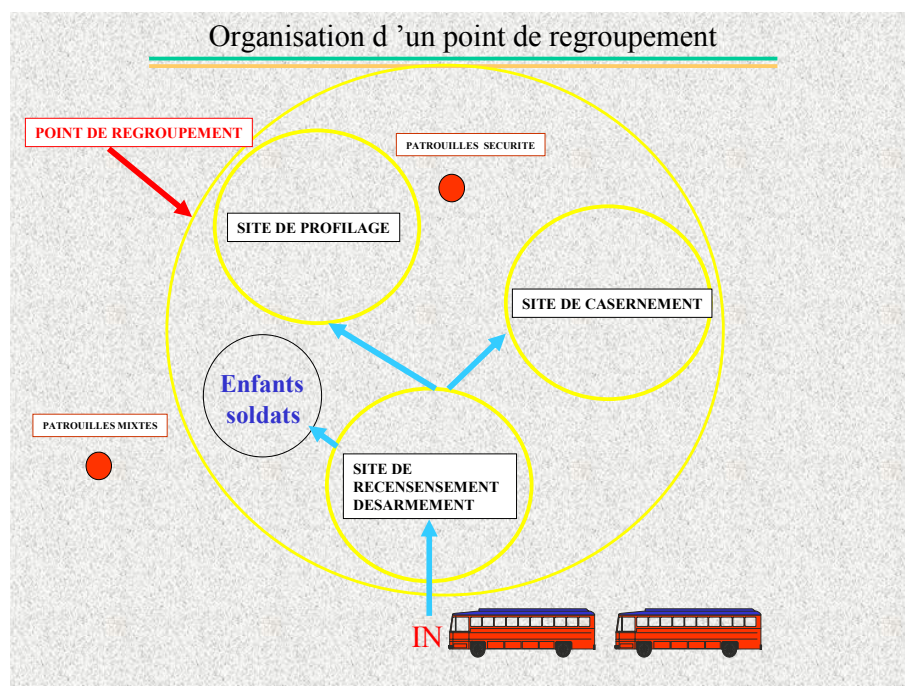 Organisation d ’un point de regroupement
POINT DE REGROUPEMENT
PATROUILLES SECURITE
SITE DE PROFILAGE
SITE DE CASERNEMENT
Enfants
soldats
PATROUILLES MIXTES
SITE DE
RECENSENSEMENT
DESARMEMENT
IN